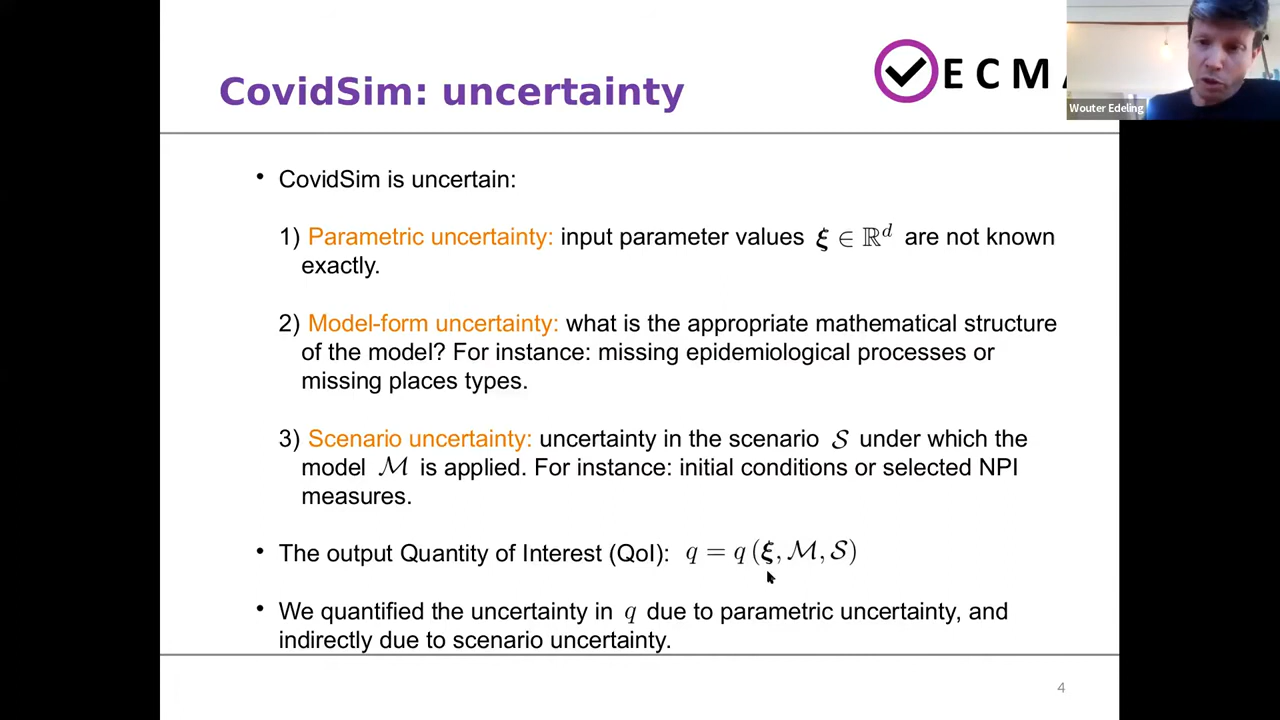 CovidSim: uncertainty
ECMA
Wouter Edeling
• CovidSim is uncertain:
1) Parametric uncertainty: input parameter values ξ ∈ ℝᵈ are not known
exactly.
2) Model-form uncertainty: what is the appropriate mathematical structure
of the model? For instance: missing epidemiological processes or
missing places types.
3) Scenario uncertainty: uncertainty in the scenario 𝒮 under which the
model ℳ is applied. For instance: initial conditions or selected NPI
measures.
• The output Quantity of Interest (QoI): q = q (ξ, ℳ, 𝒮)
• We quantified the uncertainty in q due to parametric uncertainty, and
indirectly due to scenario uncertainty.
4